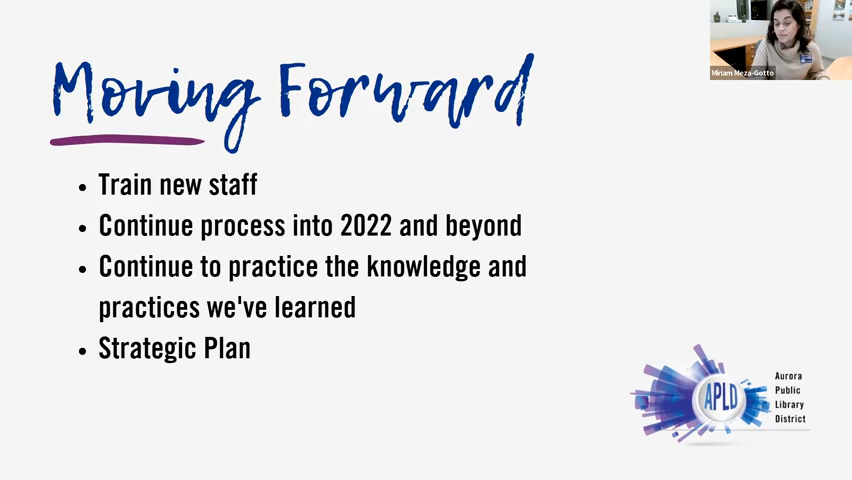 Miriam Meza-Gotto
Moving Forward
Train new staff
Continue process into 2022 and beyond
Continue to practice the knowledge and
practices we've learned
Strategic Plan
APLD
Aurora
Public
Library
District